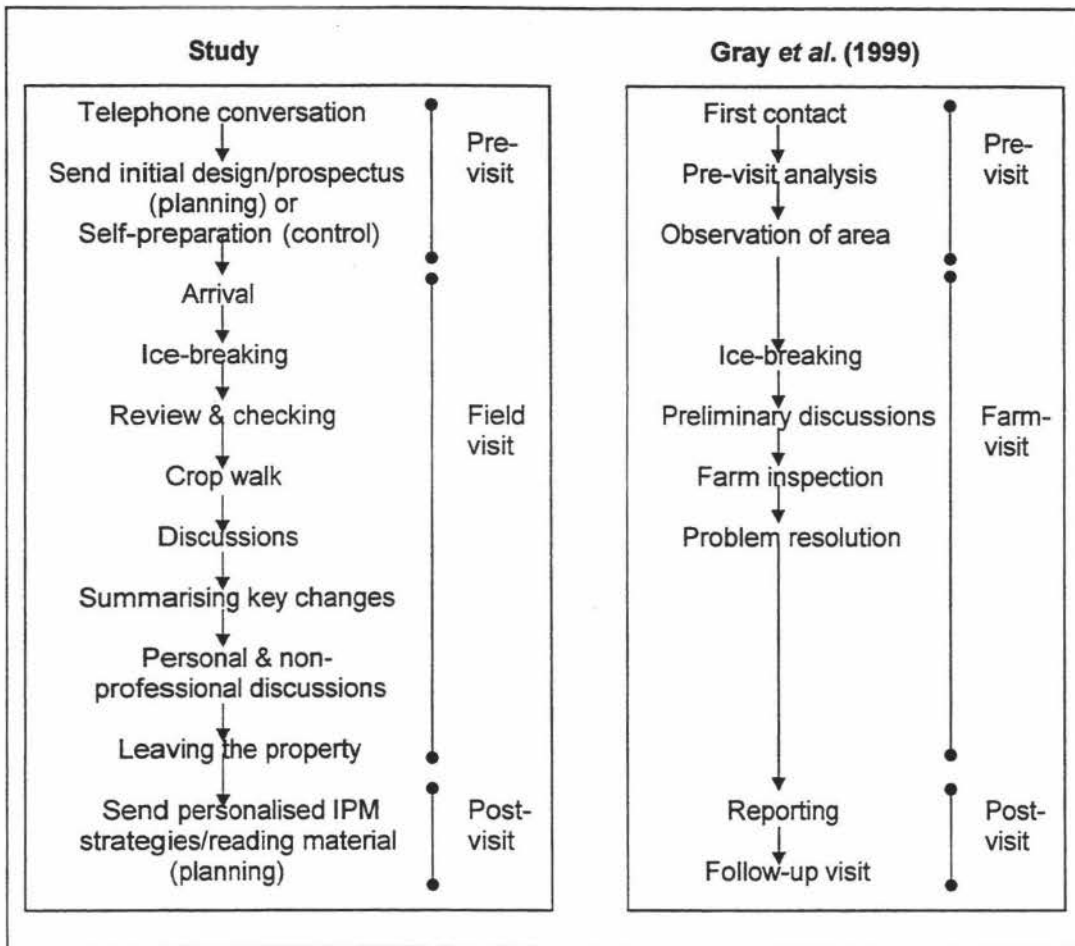 Study
Telephone conversation
Send initial design/prospectus
(planning) or
Self-preparation (control)
Pre-
visit
Arrival
Ice-breaking
Review & checking
Crop walk
Discussions
Summarising key changes
Personal & non-
professional discussions
Leaving the property
Field
visit
Send personalised IPM
strategies/reading material
(planning)
Post-
visit
Gray et al. (1999)
First contact
Pre-visit analysis
Observation of area
Pre-
visit
Ice-breaking
Preliminary discussions
Farm inspection
Problem resolution
Farm-
visit
Reporting
Follow-up visit
Post-
visit